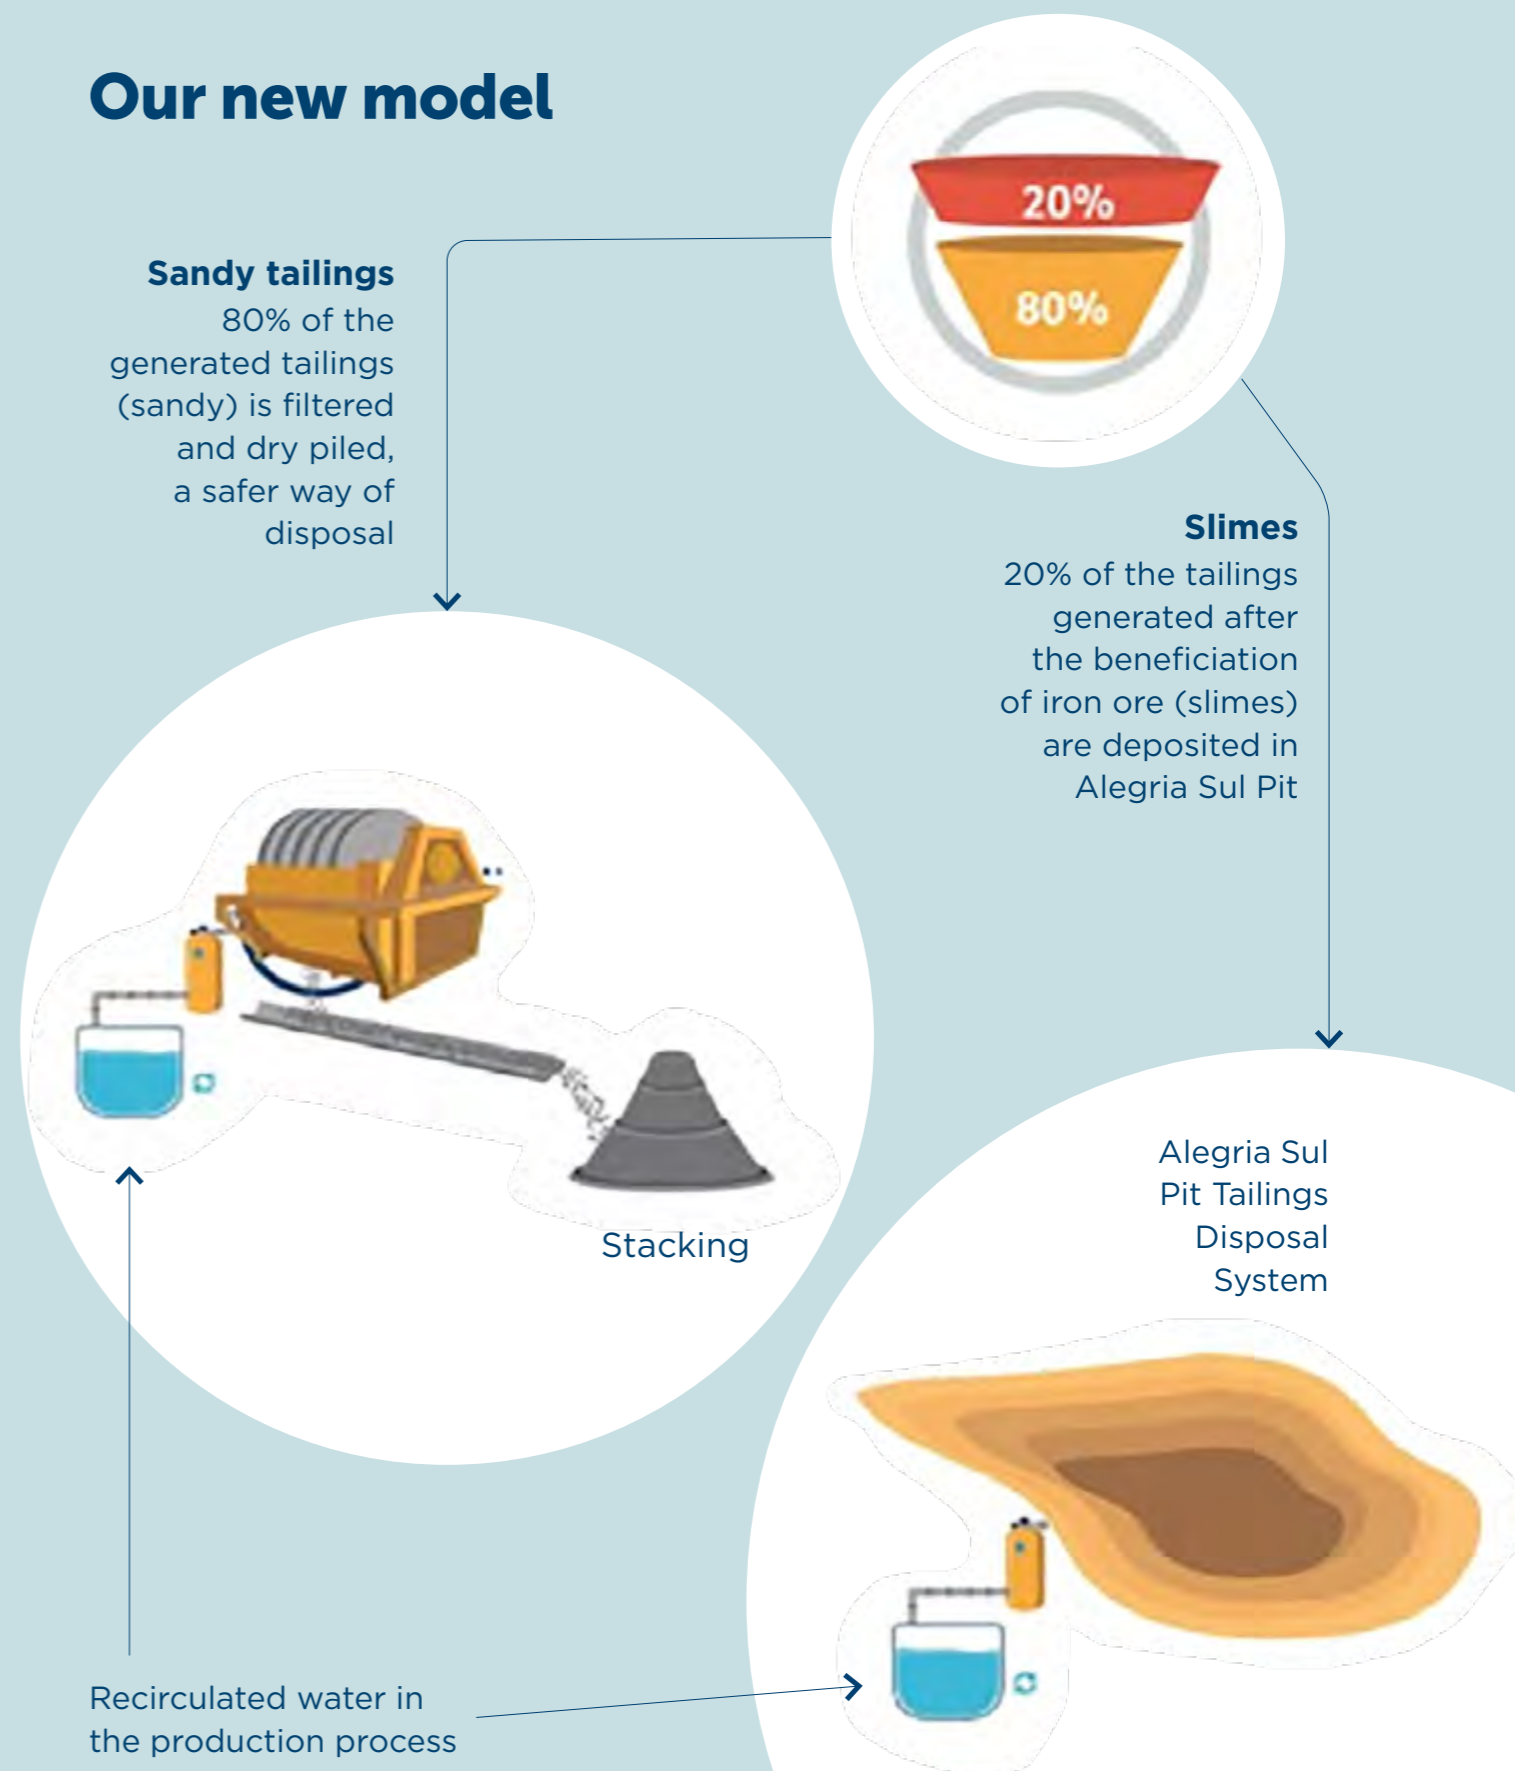 Our new model
20%
80%
Sandy tailings
80% of the
generated tailings
(sandy) is filtered
and dry piled,
a safer way of
disposal
Slimes
20% of the tailings
generated after
the beneficiation
of iron ore (slimes)
are deposited in
Alegria Sul Pit
Stacking
Alegria Sul
Pit Tailings
Disposal
System
Recirculated water in
the production process